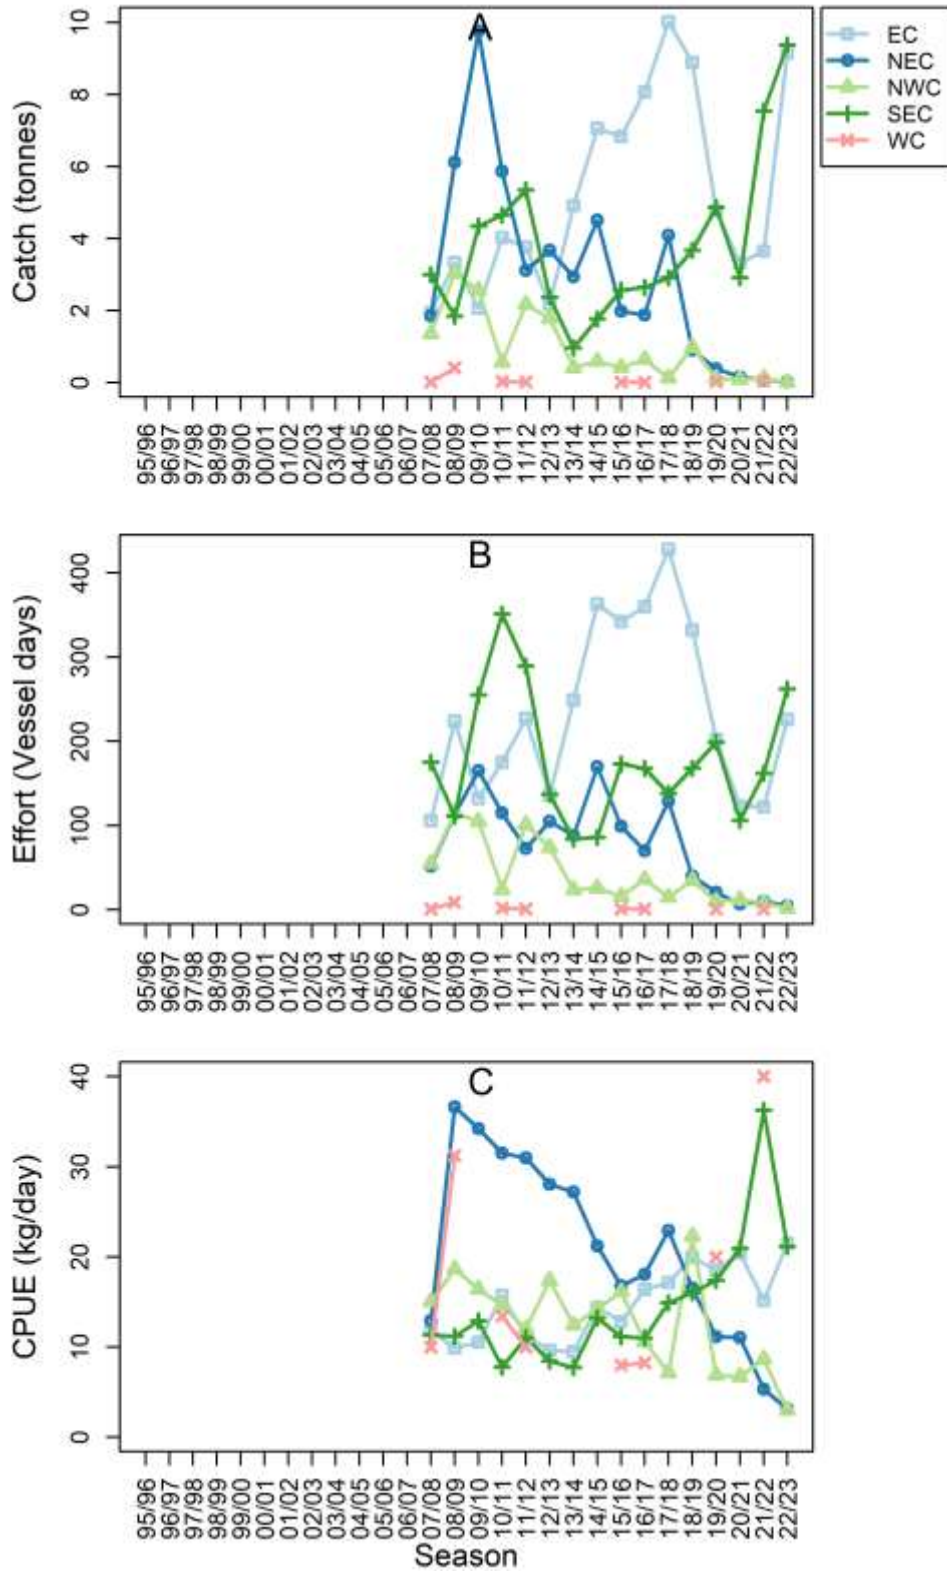 A
EC
NEC
NWC
SEC
WC
Catch (tonnes)
10
8
6
4
2
0
95/96 96/97 97/98 98/99 99/00 00/01 01/02 02/03 03/04 04/05 05/06 06/07 07/08 08/09 09/10 10/11 11/12 12/13 13/14 14/15 15/16 16/17 17/18 18/19 19/20 20/21 21/22 22/23
B
Effort (Vessel days)
400
300
200
100
0
95/96 96/97 97/98 98/99 99/00 00/01 01/02 02/03 03/04 04/05 05/06 06/07 07/08 08/09 09/10 10/11 11/12 12/13 13/14 14/15 15/16 16/17 17/18 18/19 19/20 20/21 21/22 22/23
C
CPUE (kg/day)
40
30
20
10
0
95/96 96/97 97/98 98/99 99/00 00/01 01/02 02/03 03/04 04/05 05/06 06/07 07/08 08/09 09/10 10/11 11/12 12/13 13/14 14/15 15/16 16/17 17/18 18/19 19/20 20/21 21/22 22/23
Season